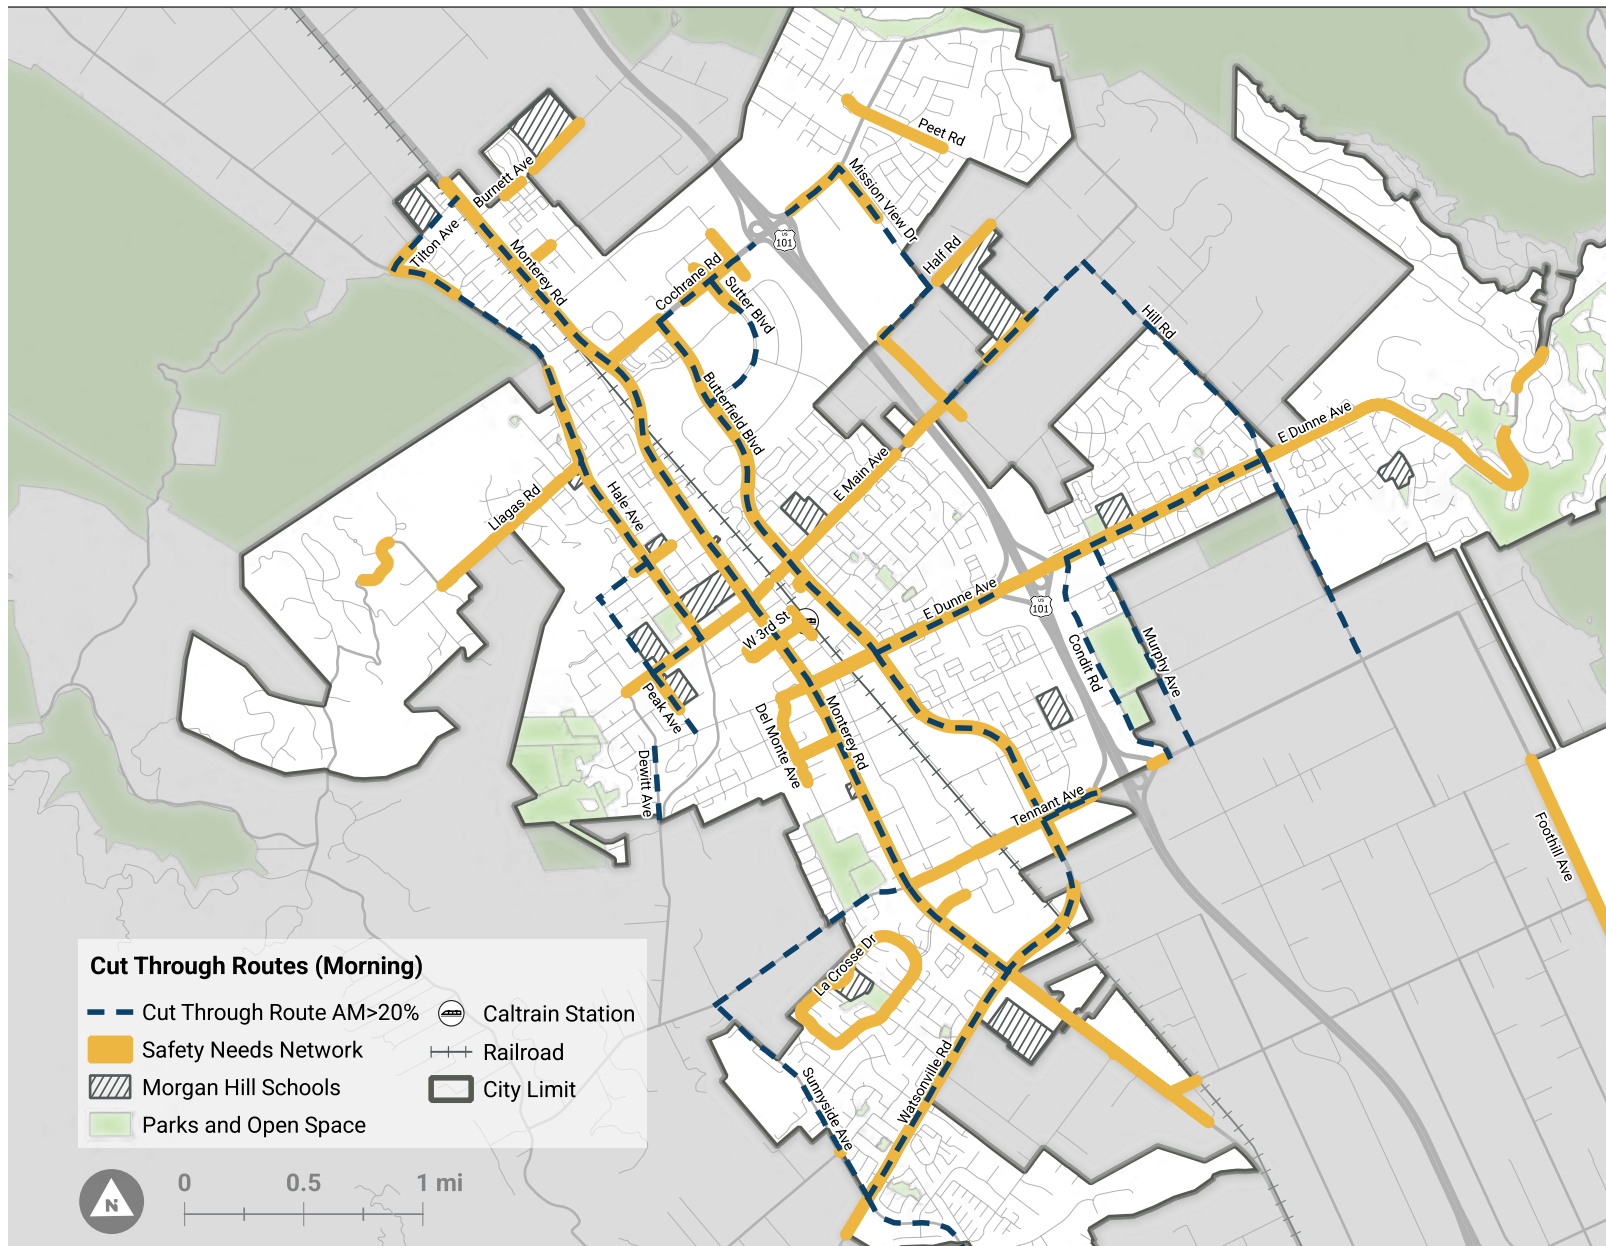 Peet Rd
Mission View Dr
Burnett Ave
Tilton Ave
Half Rd
US
101
Monterey Rd
Cochrane Rd
Sutter Blvd
Hill Rd
Butterfield Blvd
E Dunne Ave
E Main Ave
Llagas Rd
Hale Ave
E Dunne Ave
US
101
W 3rd St
Condit Rd
Murphy Ave
Peak Ave
Del Monte Ave
Monterey Rd
Dewitt Ave
Tennant Ave
Foothill Ave
La Crosse Dr
Sunnyside Ave
Watsonville Rd
Cut Through Routes (Morning)
Cut Through Route AM>20%
Caltrain Station
Safety Needs Network
Railroad
Morgan Hill Schools
City Limit
Parks and Open Space
N
0 0.5 1 mi